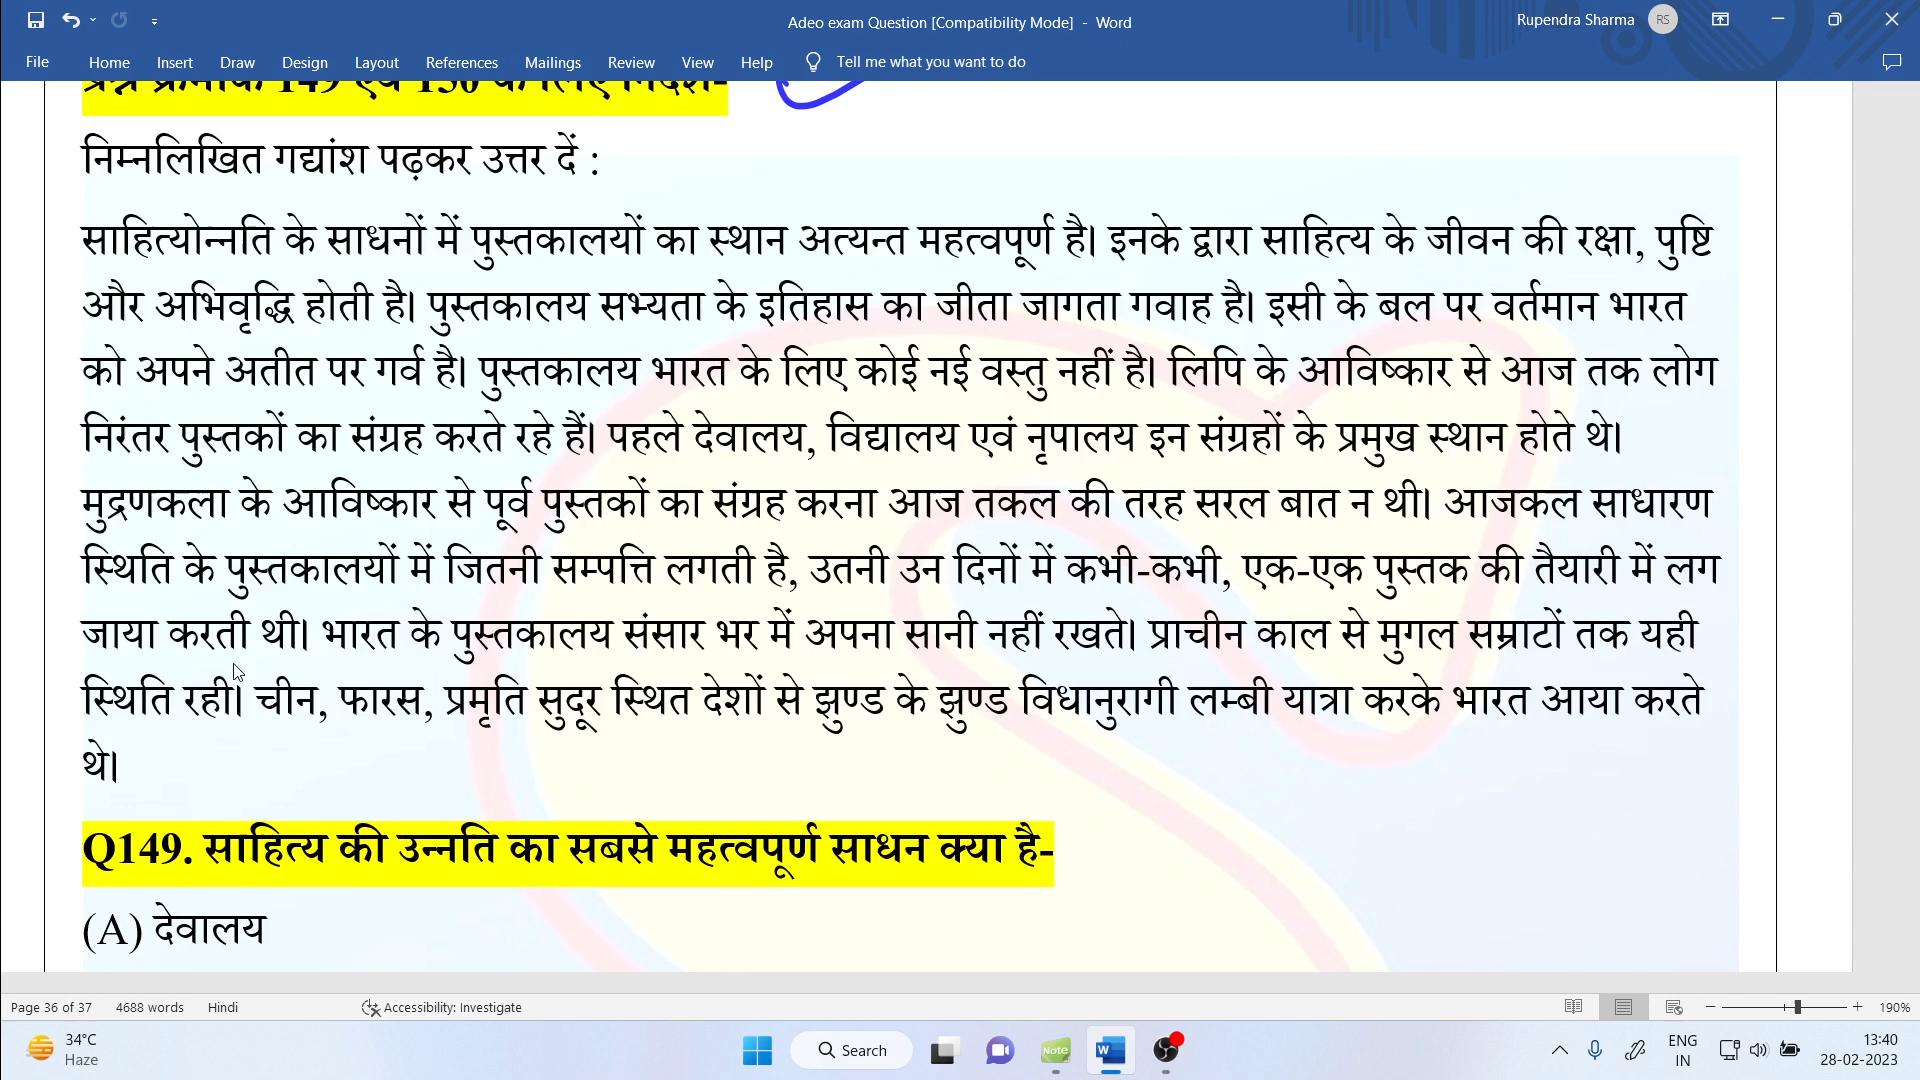 Adeo exam Question [Compatibility Mode] - Word
Rupendra Sharma RS
File Home Insert Draw Design Layout References Mailings Review View Help Tell me what you want to do
प्रश्न क्रमांक 149 एवं 150 के लिए निर्देश-
निम्नलिखित गद्यांश पढ़कर उत्तर दें :
साहित्योन्नति के साधनों में पुस्तकालयों का स्थान अत्यन्त महत्वपूर्ण है। इनके द्वारा साहित्य के जीवन की रक्षा, पुष्टि
और अभिवृद्धि होती है। पुस्तकालय सभ्यता के इतिहास का जीता जागता गवाह है। इसी के बल पर वर्तमान भारत
को अपने अतीत पर गर्व है। पुस्तकालय भारत के लिए कोई नई वस्तु नहीं है। लिपि के आविष्कार से आज तक लोग
निरंतर पुस्तकों का संग्रह करते रहे हैं। पहले देवालय, विद्यालय एवं नृपालय इन संग्रहों के प्रमुख स्थान होते थे।
मुद्रणकला के आविष्कार से पूर्व पुस्तकों का संग्रह करना आज तकल की तरह सरल बात न थी। आजकल साधारण
स्थिति के पुस्तकालयों में जितनी सम्पत्ति लगती है, उतनी उन दिनों में कभी-कभी, एक-एक पुस्तक की तैयारी में लग
जाया करती थी। भारत के पुस्तकालय संसार भर में अपना सानी नहीं रखते। प्राचीन काल से मुगल सम्राटों तक यही
स्थिति रही। चीन, फारस, प्रमृति सुदूर स्थित देशों से झुण्ड के झुण्ड विधानुरागी लम्बी यात्रा करके भारत आया करते
थे।
Q149. साहित्य की उन्नति का सबसे महत्वपूर्ण साधन क्या है-
(A) देवालय
Page 36 of 37 4688 words Hindi Accessibility: Investigate 190%
34°C
Haze
Search
Note
ENG
IN
13:40
28-02-2023